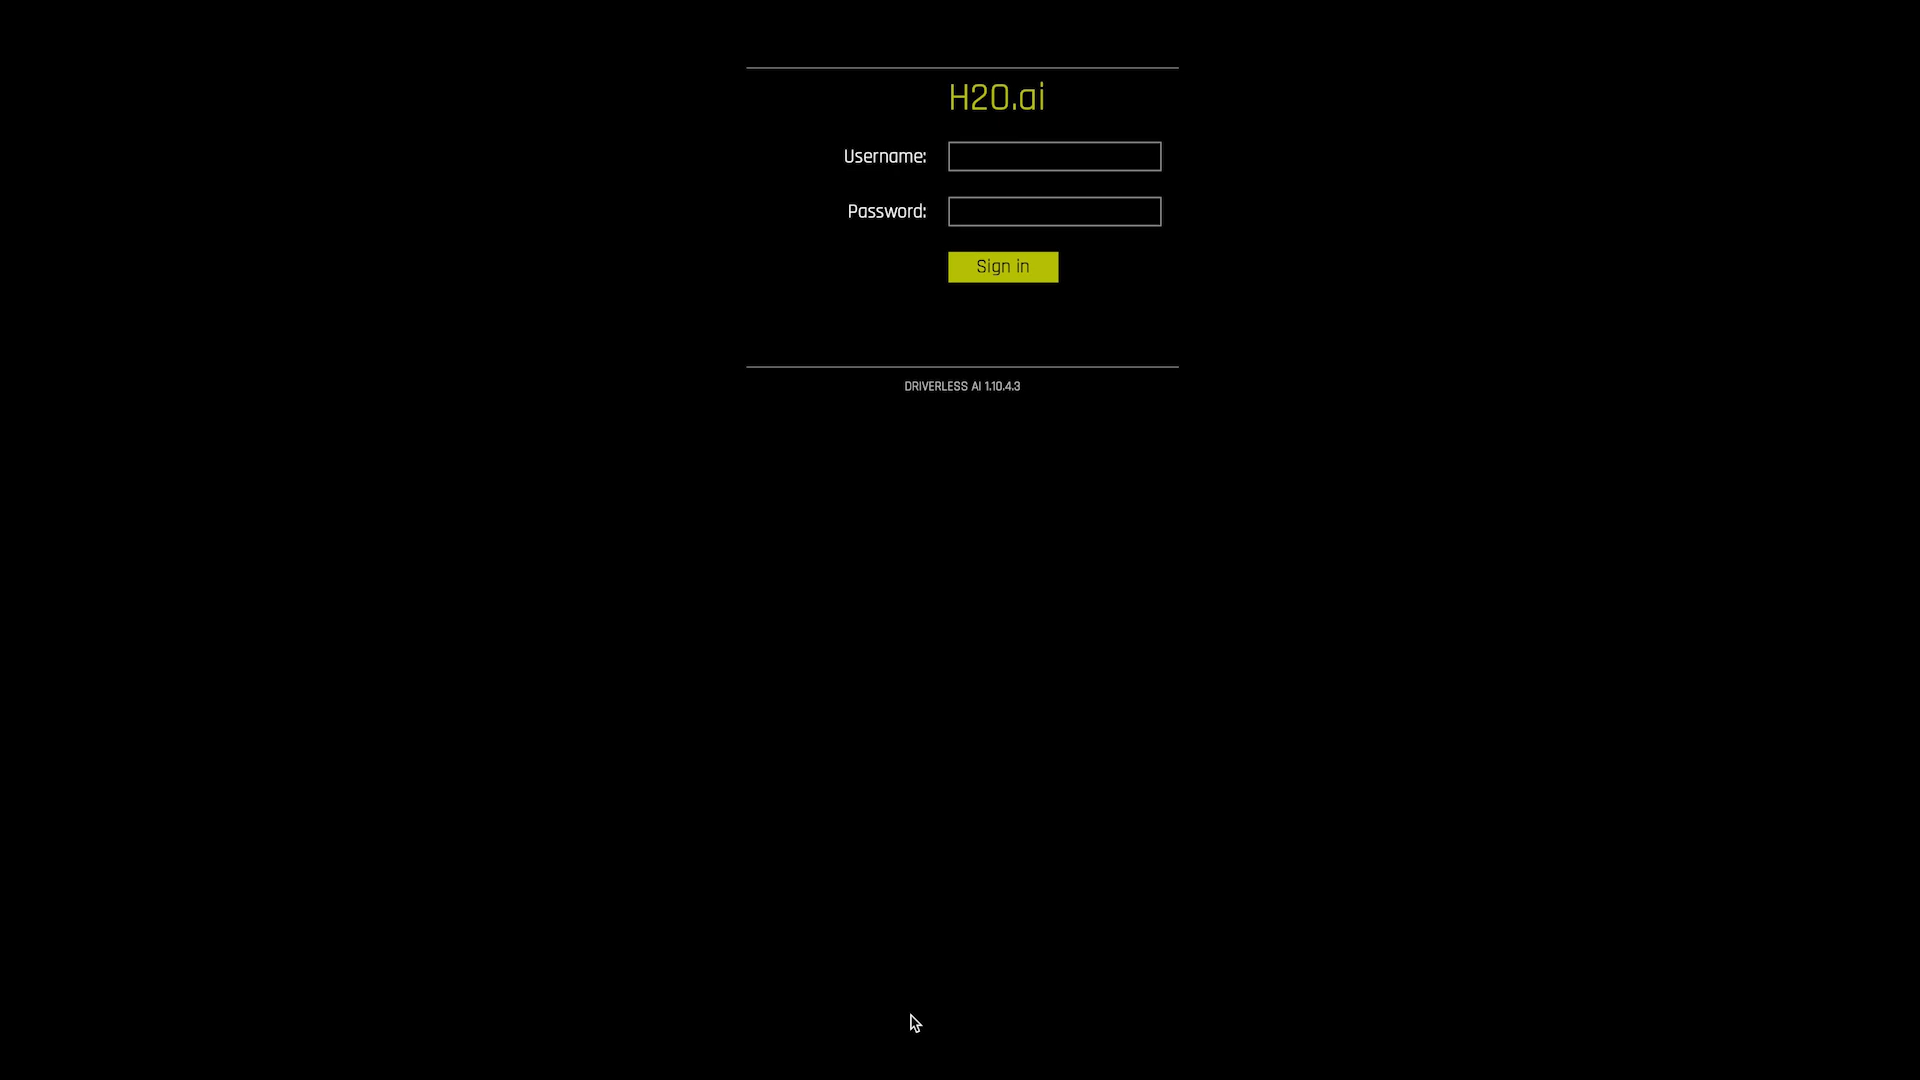 H2O.ai
Username:
Password:
Sign in
DRIVERLESS AI 1.10.4.3